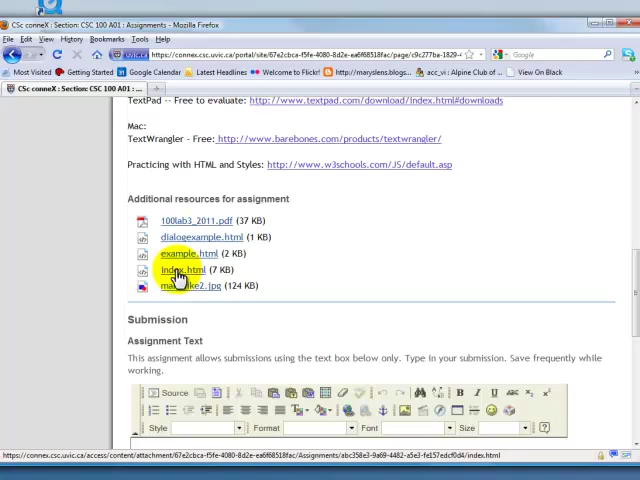 CSc conneX : Section: CSC 100 A01 : Assignments - Mozilla Firefox
File Edit View History Bookmarks Tools Help
uvic.ca https://connex.csc.uvic.ca/portal/site/67e2cbca-f5fe-4080-8d2e-af6f68518fac/page/c9c277ba-1829-4 Google
Most Visited Getting Started Google Calendar Latest Headlines Welcome to Flickr! http://maryslens.blogs... acc_vi : Alpine Club of ... View On Black
CSc conneX : Section: CSC 100 A01 : ...
TextPad -- Free to evaluate: http://www.textpad.com/download/index.html#downloads
Mac:
TextWrangler - Free: http://www.barebones.com/products/textwrangler/
Practicing with HTML and Styles: http://www.w3schools.com/JS/default.asp
Additional resources for assignment
100lab3_2011.pdf (37 KB)
dialogexample.html (1 KB)
example.html (2 KB)
index.html (7 KB)
(124 KB)
Submission
Assignment Text
This assignment allows submissions using the text box below only. Type in your submission. Save frequently while
working.
Source
Style Format Font Size
https://connex.csc.uvic.ca/access/content/attachment/67e2cbca-f5fe-4080-8d2e-af6f68518fac/Assignments/abc358e3-9a69-4482-a5e3-fe157edcf0d4/index.html